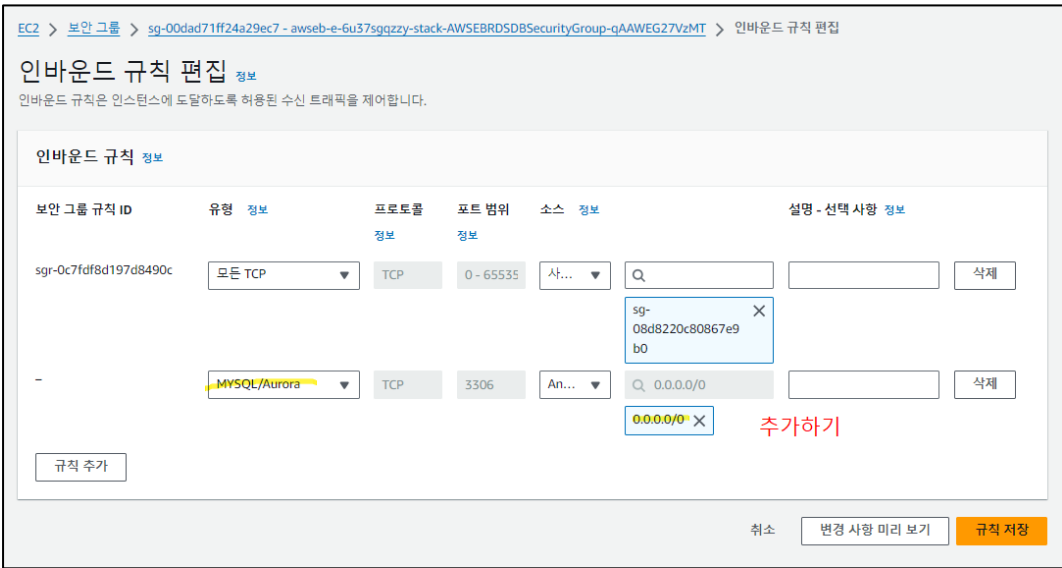 EC2 > 보안 그룹 > sg-00dad71ff24a29ec7 - awseb-e-6u37sgqzzy-stack-AWSEBRDSDBSecurityGroup-qAAWEG27VzMT > 인바운드 규칙 편집
인바운드 규칙 편집 정보
인바운드 규칙은 인스턴스에 도달하도록 허용된 수신 트래픽을 제어합니다.
인바운드 규칙 정보
보안 그룹 규칙 ID 유형 정보 프로토콜 포트 범위 소스 정보 설명 - 선택 사항 정보
정보 정보
sgr-0c7fdf8d197d8490c 모든 TCP TCP 0 - 65535 사... 삭제
sg-
08d8220c80867e9
b0
– MYSQL/Aurora TCP 3306 An... 0.0.0.0/0 삭제
0.0.0.0/0 추가하기
규칙 추가
취소 변경 사항 미리 보기 규칙 저장